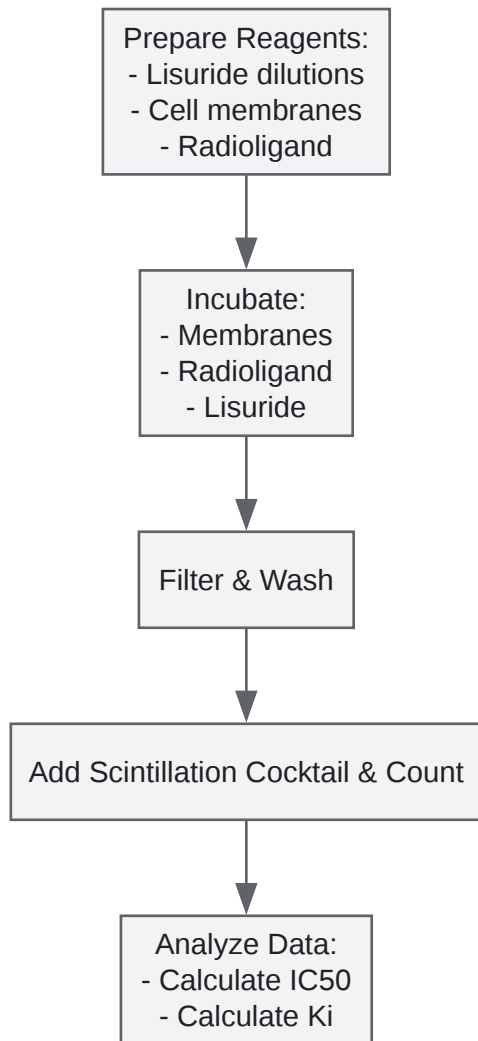 Prepare Reagents:
- Lisuride dilutions
- Cell membranes
- Radioligand
Incubate:
- Membranes
- Radioligand
- Lisuride
Filter & Wash
Add Scintillation Cocktail & Count
Analyze Data:
- Calculate IC50
- Calculate Ki